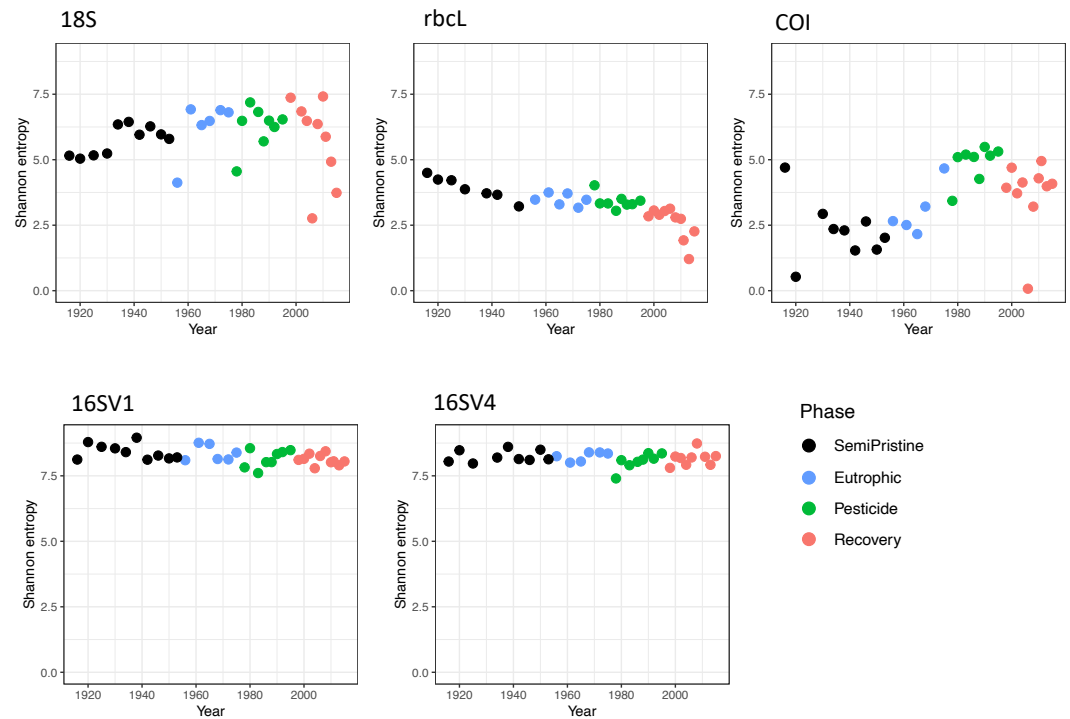 18S
rbcL
COI
Shannon entropy
7.5
5.0
2.5
0.0
1920
1940
1960
1980
2000
Year
Shannon entropy
7.5
5.0
2.5
0.0
1920
1940
1960
1980
2000
Year
Shannon entropy
7.5
5.0
2.5
0.0
1920
1940
1960
1980
2000
Year
16SV1
16SV4
Shannon entropy
7.5
5.0
2.5
0.0
1920
1940
1960
1980
2000
Year
Shannon entropy
7.5
5.0
2.5
0.0
1920
1940
1960
1980
2000
Year
Phase
SemiPristine
Eutrophic
Pesticide
Recovery